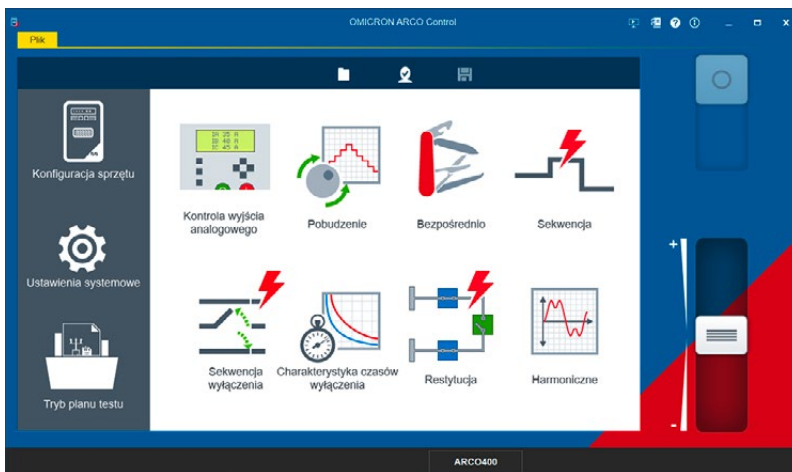 OMICRON ARCO Control
Plik
Konfiguracja sprzętu
Ustawienia systemowe
Tryb planu testu
Kontrola wyjścia
analogowego
Pobudzenie
Bezpośrednio
Sekwencja
Sekwencja
wyłączenia
Charakterystyka czasów
wyłączenia
Restytucja
Harmoniczne
+
-
ARCO400